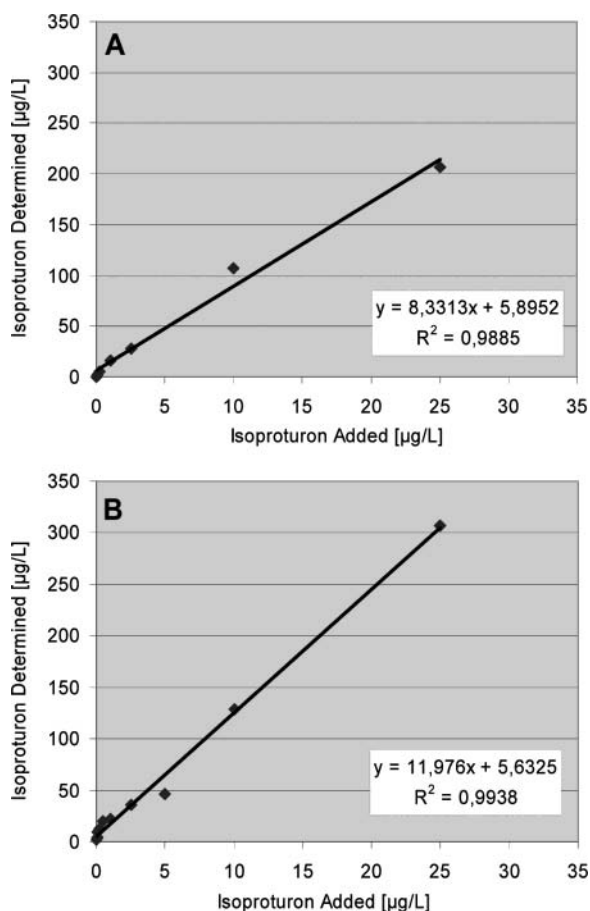 A
Isoproturon Determined [µg/L]
350
300
250
200
150
100
50
0
y = 8,3313x + 5,8952
R² = 0,9885
0 5 10 15 20 25 30 35
Isoproturon Added [µg/L]
B
Isoproturon Determined [µg/L]
350
300
250
200
150
100
50
0
y = 11,976x + 5,6325
R² = 0,9938
0 5 10 15 20 25 30 35
Isoproturon Added [µg/L]